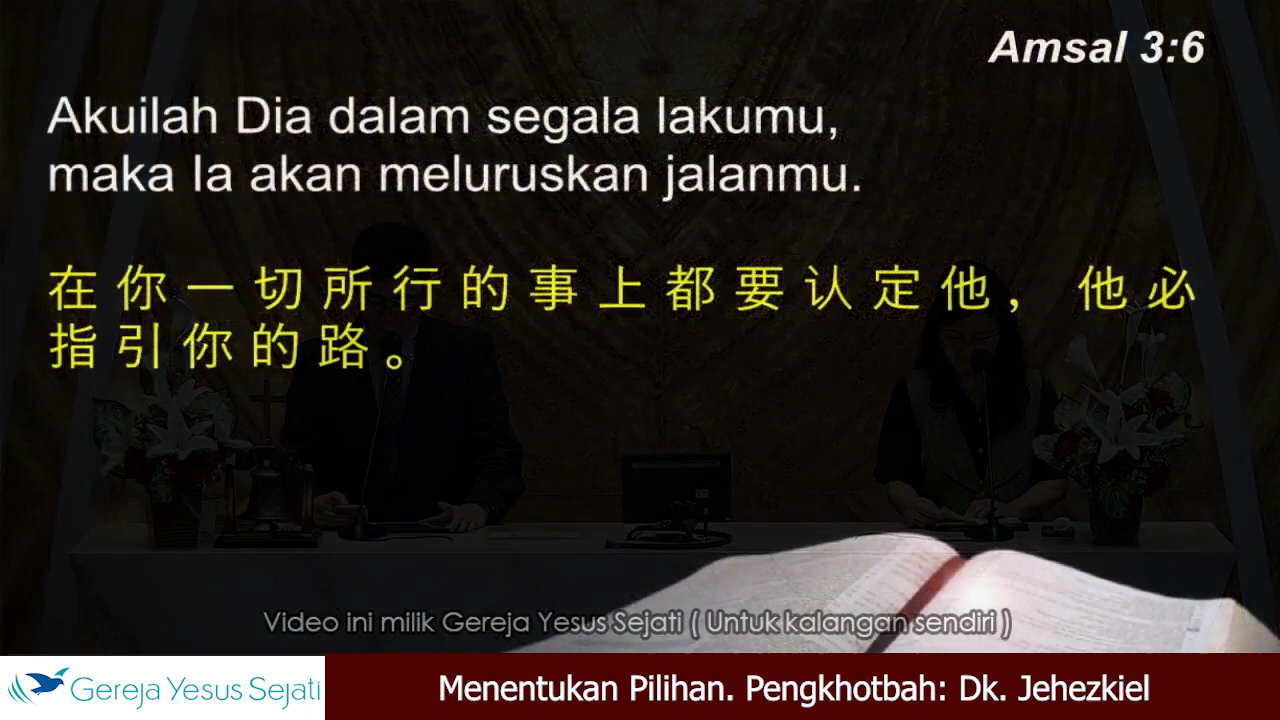 Amsal 3:6
Akuilah Dia dalam segala lakumu,
maka Ia akan meluruskan jalanmu.
在你一切所行的事上都要认定他，他必
指引你的路。
Video ini milik Gereja Yesus Sejati ( Untuk kalangan sendiri )
Gereja Yesus Sejati
Menentukan Pilihan. Pengkhotbah: Dk. Jehezkiel